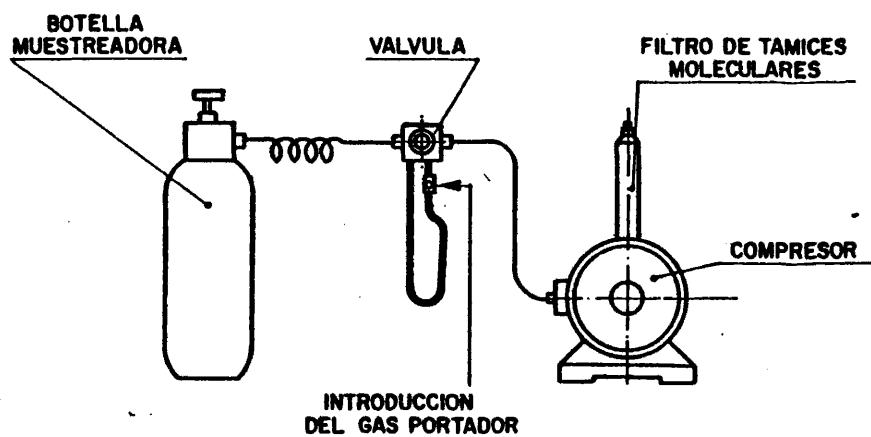 BOTELLA
MUESTREADORA
VALVULA
FILTRO DE TAMICES
MOLECULARES
COMPRESOR
INTRODUCCION
DEL GAS PORTADOR